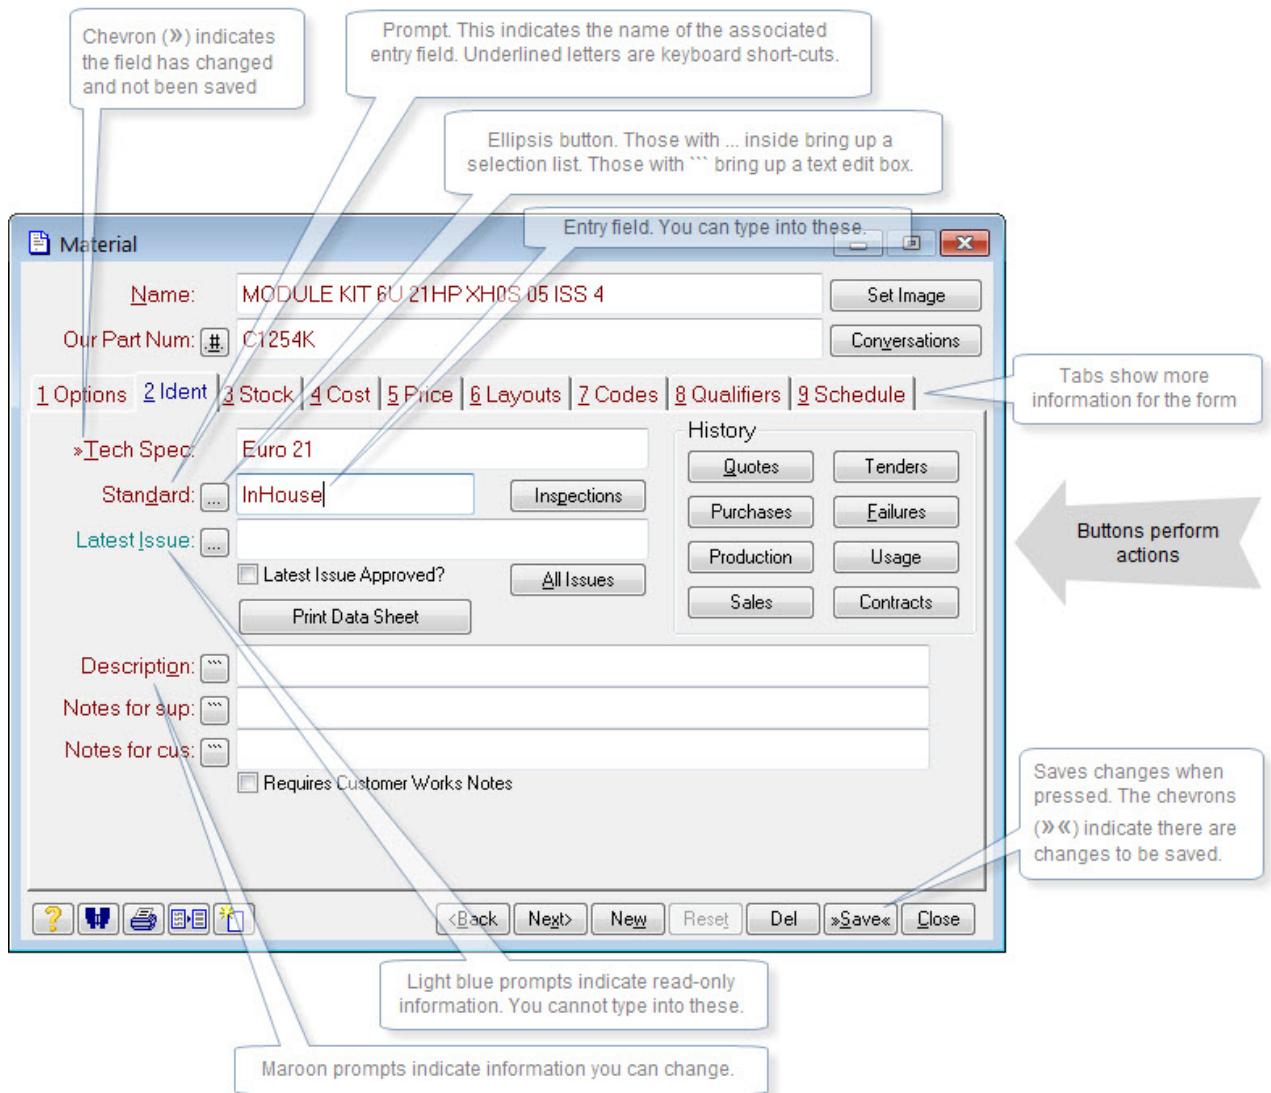 Chevron (») indicates
the field has changed
and not been saved
Prompt. This indicates the name of the associated
entry field. Underlined letters are keyboard short-cuts.
Ellipsis button. Those with ... inside bring up a
selection list. Those with ``` bring up a text edit box.
Entry field. You can type into these.
Material
Name: MODULE KIT 6U 21HP XH0S 05 ISS 4 Set Image
Our Part Num: .#. C1254K Conversations
1 Options 2 Ident 3 Stock 4 Cost 5 Price 6 Layouts 7 Codes 8 Qualifiers 9 Schedule
Tabs show more
information for the form
»Tech Spec: Euro 21
Standard: ... InHouse Inspections
Latest Issue: ...
Latest Issue Approved? All Issues
Print Data Sheet
History
Quotes Tenders
Purchases Failures
Production Usage
Sales Contracts
Buttons perform
actions
Description: ```
Notes for sup: ```
Notes for cus: ```
Requires Customer Works Notes
Saves changes when
pressed. The chevrons
(» «) indicate there are
changes to be saved.
? <Back Next> New Reset Del »Save« Close
Light blue prompts indicate read-only
information. You cannot type into these.
Maroon prompts indicate information you can change.